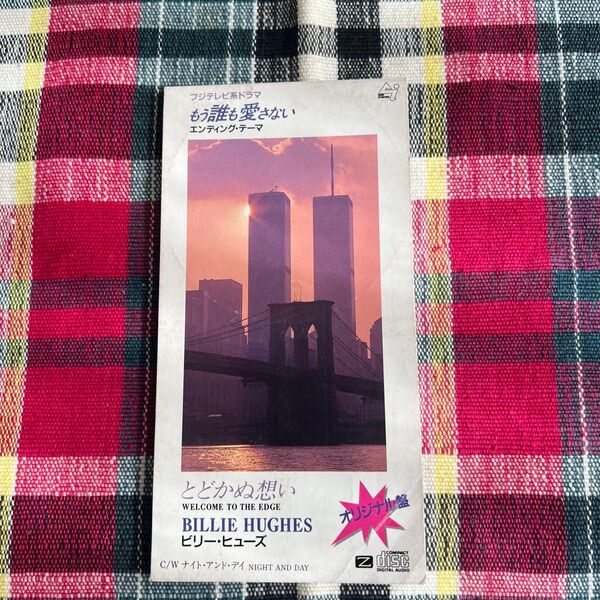 フジテレビ系ドラマ
もう誰も愛さない
エンディング・テーマ
とどかぬ想い
WELCOME TO THE EDGE
BILLIE HUGHES
ビリー・ヒューズ
オリジナル盤
C/W ナイト・アンド・デイ NIGHT AND DAY
Z
COMPACT
disc
DIGITAL AUDIO